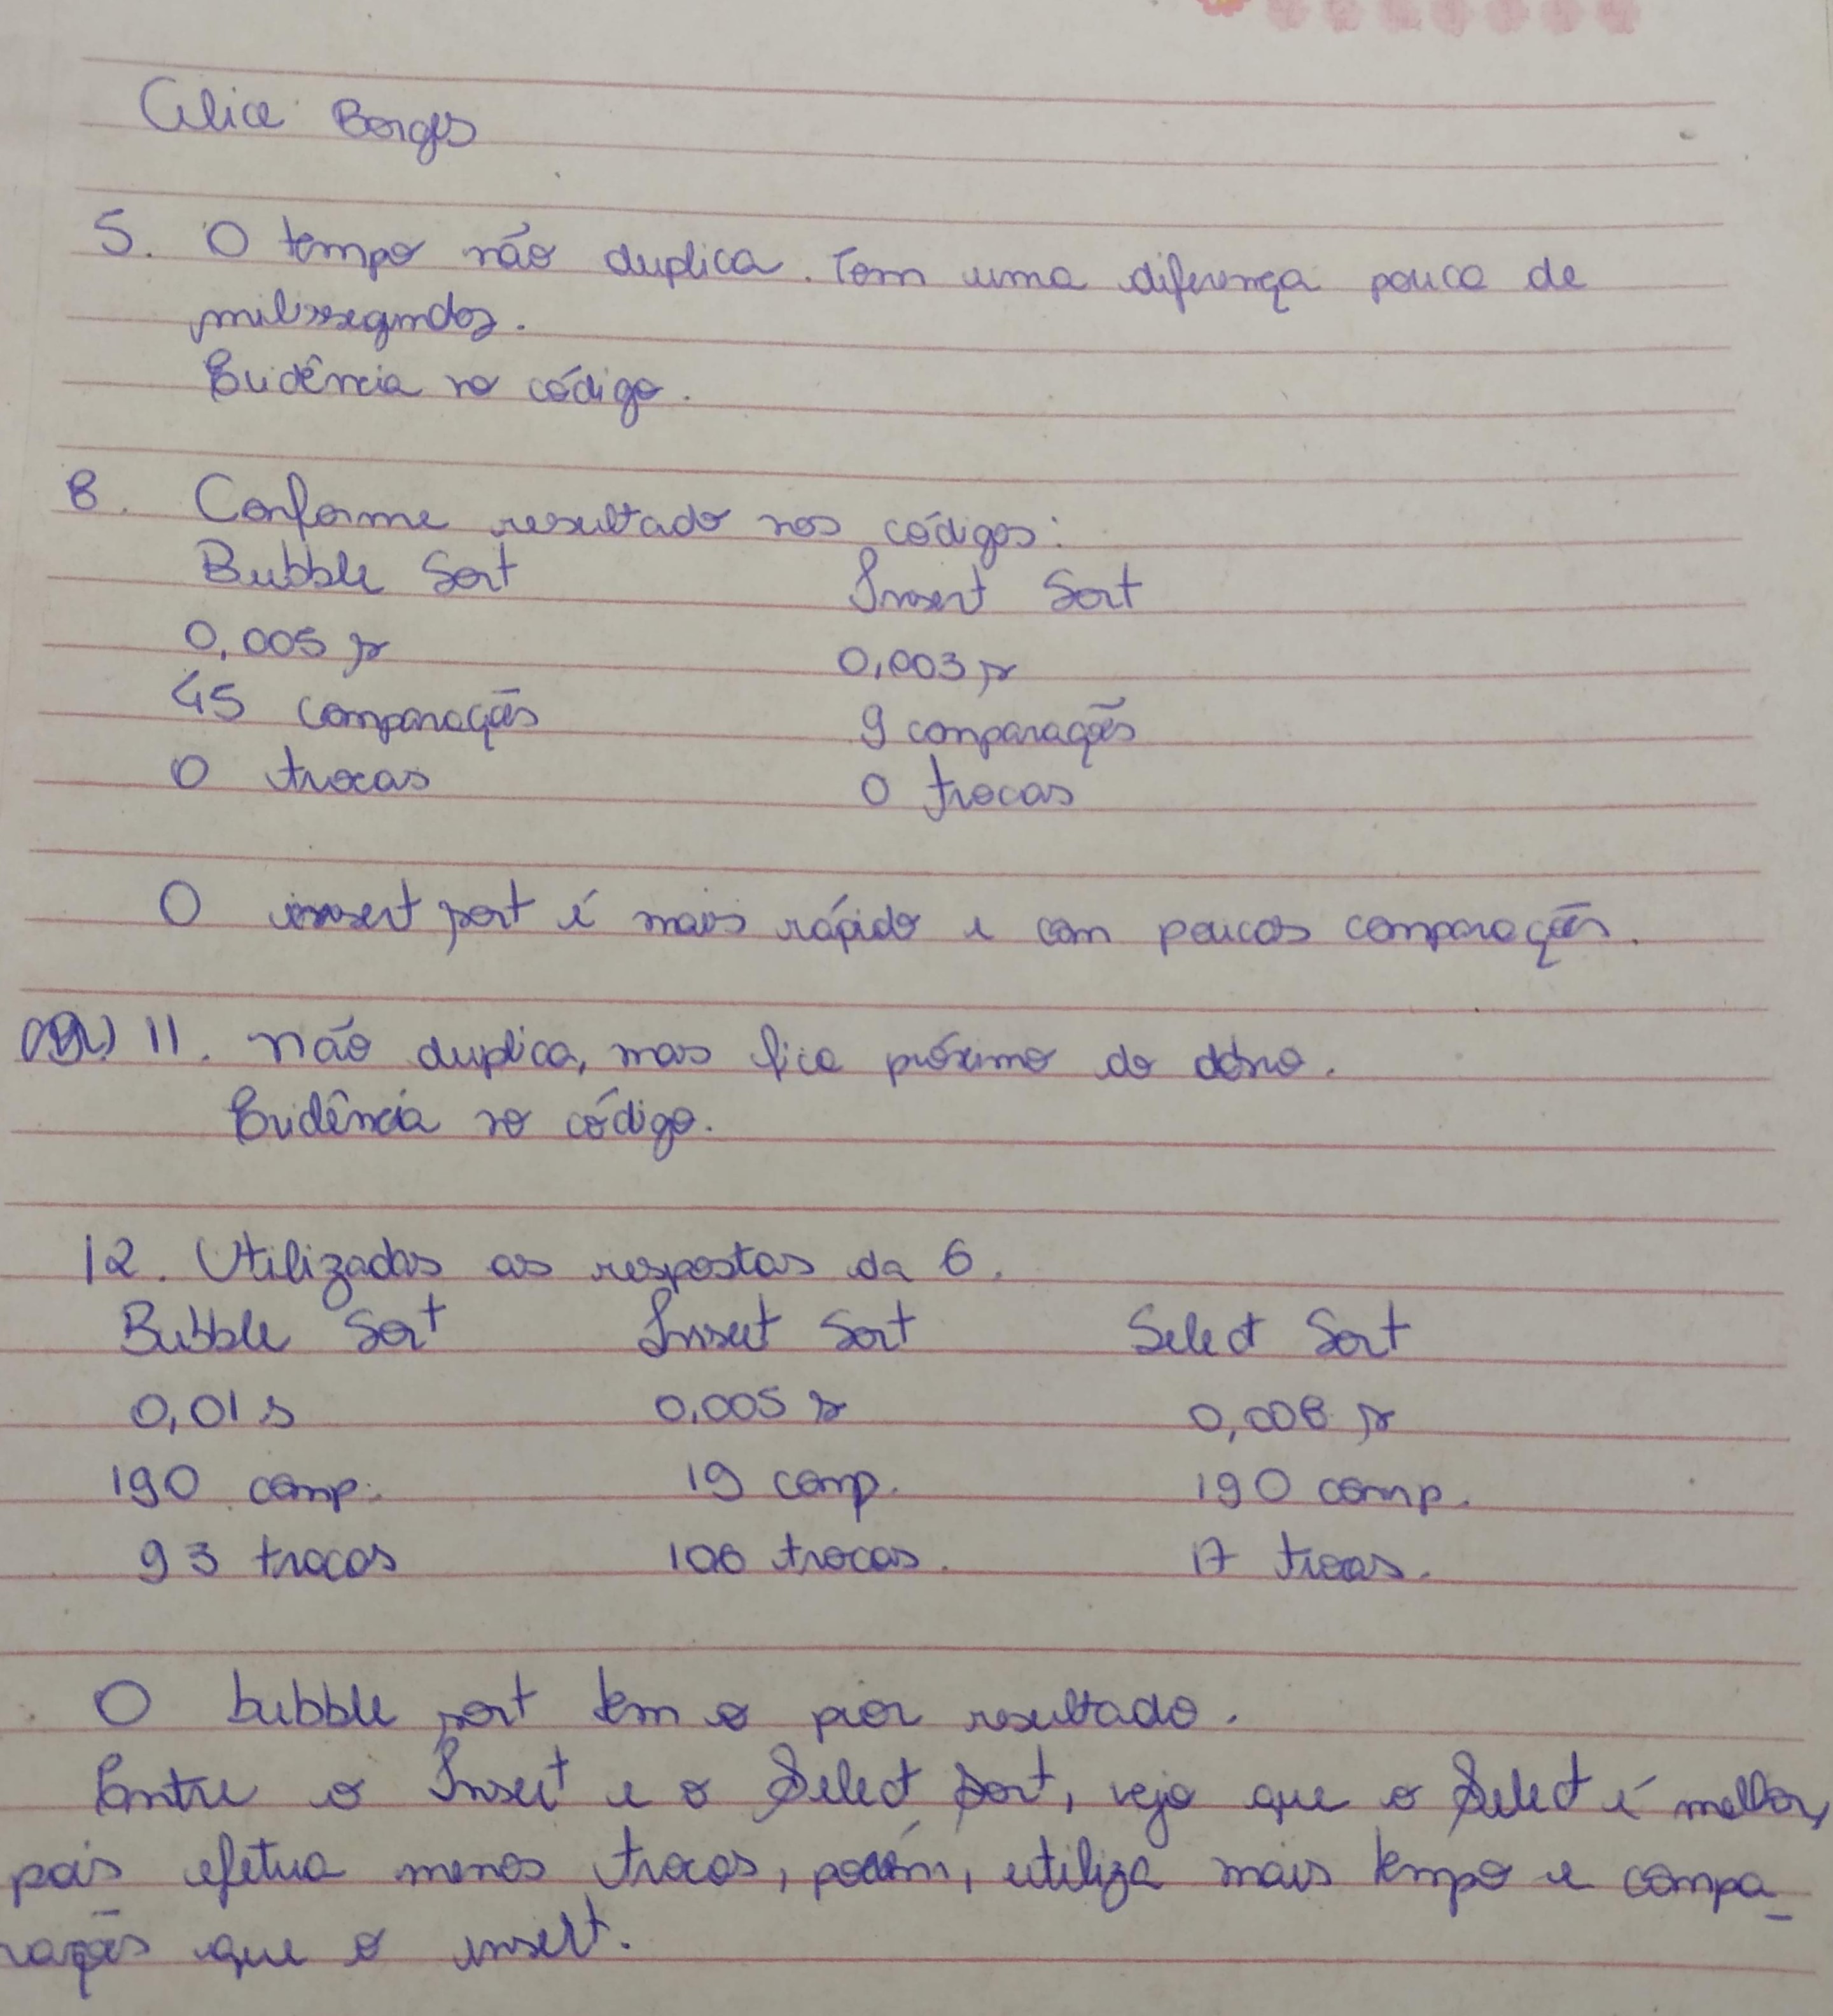 Alice Borges
5. O tempo não duplica. Tem uma diferença pouca de
milissegundos.
Evidência no código.
8. Conforme resultado nos códigos:
Bubble Sort Insert Sort
0,005 s 0,003 s
45 comparações 9 comparações
0 trocas 0 trocas
O insert sort é mais rápido e com poucas comparações.
11. Não duplica, mas fica próximo do dobro.
Evidência no código.
12. Utilizadas as respostas da 6.
Bubble Sort Insert Sort Select Sort
0,01 s 0,005 s 0,008 s
190 comp. 19 comp. 190 comp.
93 trocas 106 trocas. 17 trocas.
O bubble sort tem o pior resultado.
Entre o Insert e o Select Sort, vejo que o Select é melhor,
pois efetua menos trocas, porém, utiliza mais tempo e compa-
rações que o insert.